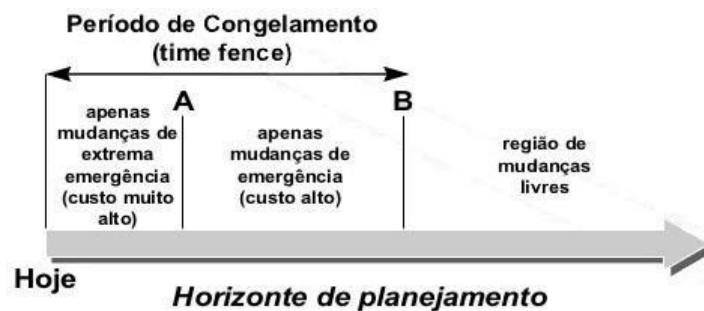 Período de Congelamento
(time fence)
A
B
apenas
mudanças de
extrema
emergência
(custo muito
alto)
apenas
mudanças de
emergência
(custo alto)
região de
mudanças
livres
Hoje
Horizonte de planejamento